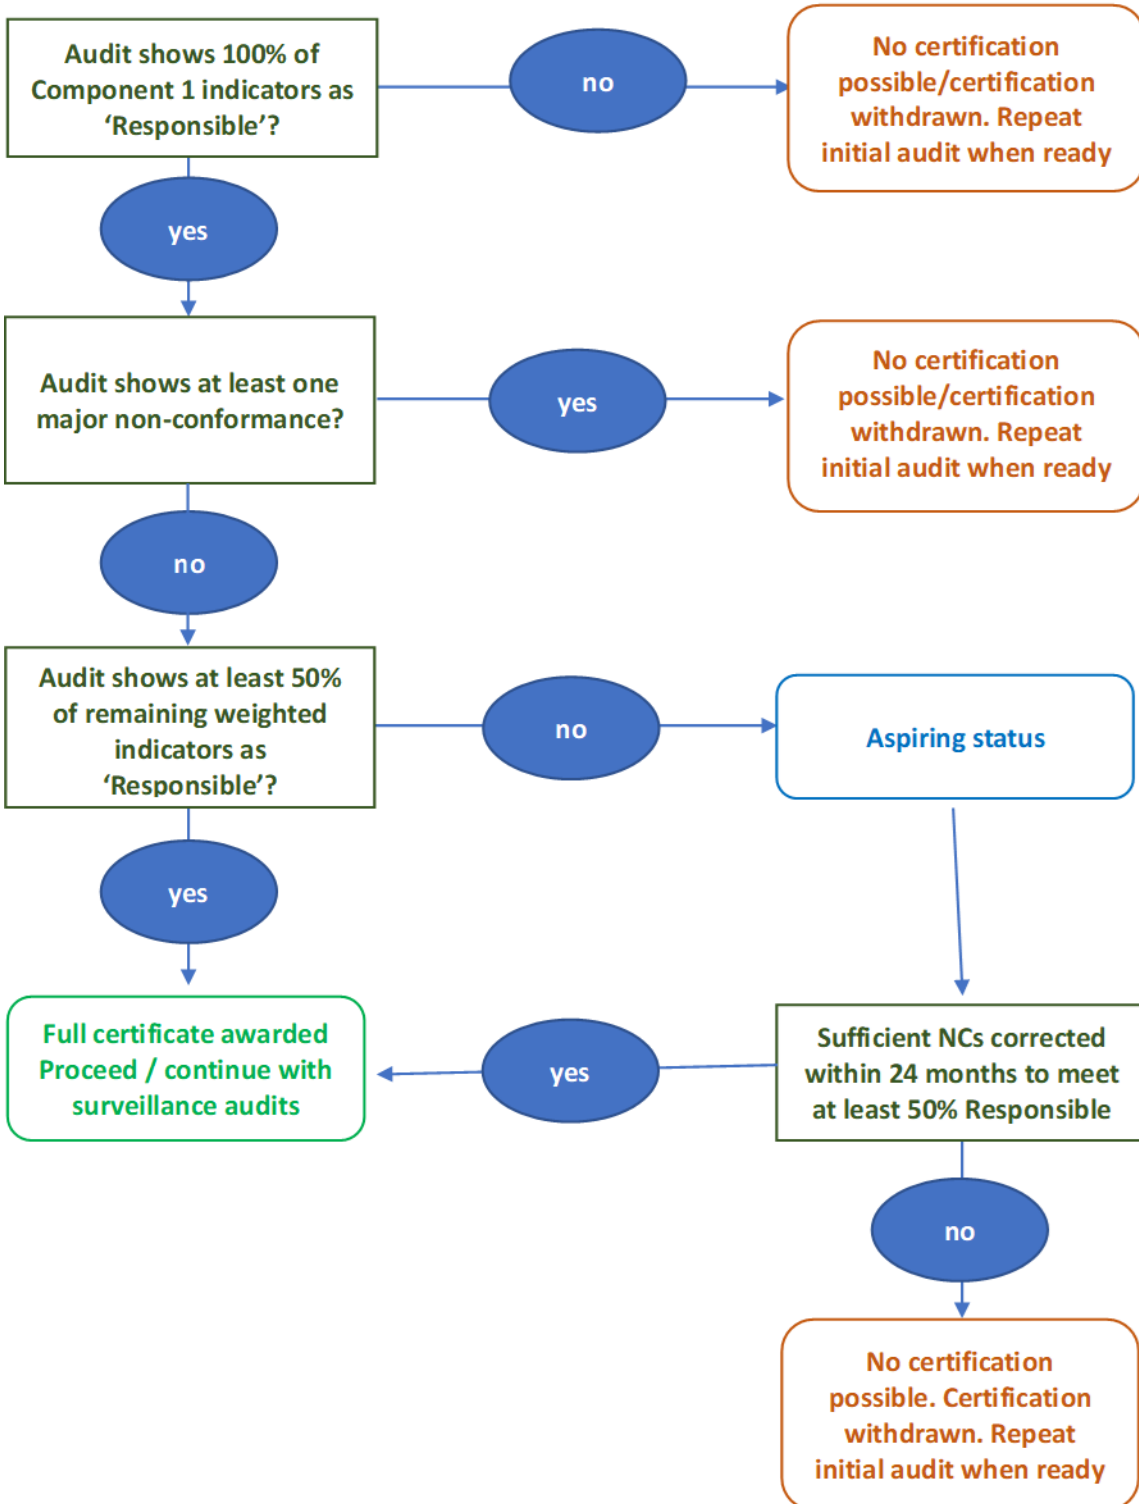 Audit shows 100% of
Component 1 indicators as
‘Responsible’?
no
No certification
possible/certification
withdrawn. Repeat
initial audit when ready
yes
Audit shows at least one
major non-conformance?
yes
No certification
possible/certification
withdrawn. Repeat
initial audit when ready
no
Audit shows at least 50%
of remaining weighted
indicators as
‘Responsible’?
no
Aspiring status
yes
Full certificate awarded
Proceed / continue with
surveillance audits
yes
Sufficient NCs corrected
within 24 months to meet
at least 50% Responsible
no
No certification
possible. Certification
withdrawn. Repeat
initial audit when ready